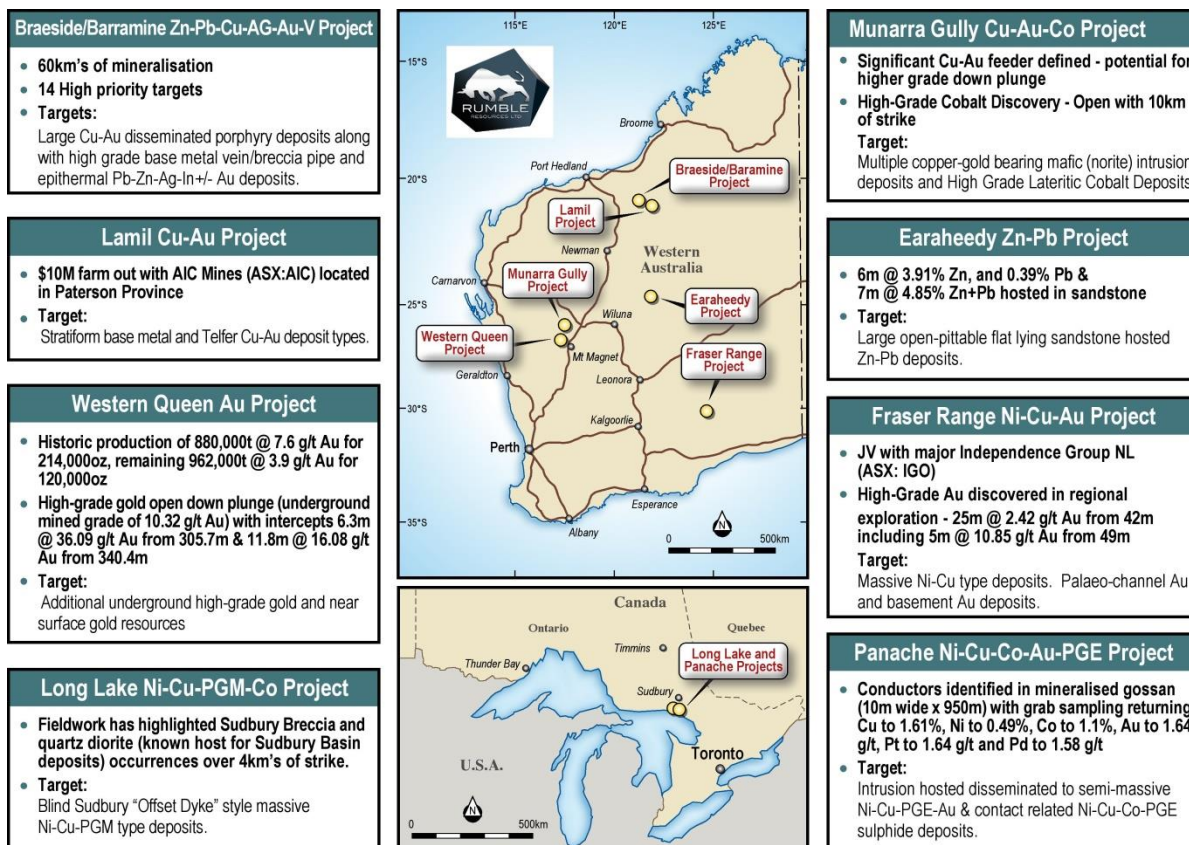 Braeside/Barramine Zn-Pb-Cu-AG-Au-V Project
• 60km's of mineralisation
• 14 High priority targets
• Targets:
Large Cu-Au disseminated porphyry deposits along
with high grade base metal vein/breccia pipe and
epithermal Pb-Zn-Ag-In+/- Au deposits.
Lamil Cu-Au Project
• $10M farm out with AIC Mines (ASX:AIC) located
in Paterson Province
• Target:
Stratiform base metal and Telfer Cu-Au deposit types.
Western Queen Au Project
• Historic production of 880,000t @ 7.6 g/t Au for
214,000oz, remaining 962,000t @ 3.9 g/t Au for
120,000oz
• High-grade gold open down plunge (underground
mined grade of 10.32 g/t Au) with intercepts 6.3m
@ 36.09 g/t Au from 305.7m & 11.8m @ 16.08 g/t
Au from 340.4m
• Target:
Additional underground high-grade gold and near
surface gold resources
Long Lake Ni-Cu-PGM-Co Project
• Fieldwork has highlighted Sudbury Breccia and
quartz diorite (known host for Sudbury Basin
deposits) occurrences over 4km's of strike.
• Target:
Blind Sudbury "Offset Dyke" style massive
Ni-Cu-PGM type deposits.
115°E
120°E
125°E
15°S
20°S
25°S
30°S
35°S
RUMBLE
RESOURCES LTD
Broome
Port Hedland
Braeside/Baramine
Project
Lamil
Project
Newman
Western
Australia
Munarra Gully
Project
Carnarvon
Earaheedy
Project
Wiluna
Western Queen
Project
Mt Magnet
Fraser Range
Project
Geraldton
Leonora
Kalgoorlie
Perth
Esperance
Albany
N
0
500km
Canada
Ontario
Quebec
Timmins
Long Lake and
Panache Projects
Thunder Bay
Sudbury
Toronto
U.S.A.
N
0
500km
Munarra Gully Cu-Au-Co Project
• Significant Cu-Au feeder defined - potential for
higher grade down plunge
• High-Grade Cobalt Discovery - Open with 10km
of strike
Target:
Multiple copper-gold bearing mafic (norite) intrusion
deposits and High Grade Lateritic Cobalt Deposits
Earaheedy Zn-Pb Project
• 6m @ 3.91% Zn, and 0.39% Pb &
7m @ 4.85% Zn+Pb hosted in sandstone
• Target:
Large open-pittable flat lying sandstone hosted
Zn-Pb deposits.
Fraser Range Ni-Cu-Au Project
• JV with major Independence Group NL
(ASX: IGO)
• High-Grade Au discovered in regional
exploration - 25m @ 2.42 g/t Au from 42m
including 5m @ 10.85 g/t Au from 49m
Target:
Massive Ni-Cu type deposits. Palaeo-channel Au
and basement Au deposits.
Panache Ni-Cu-Co-Au-PGE Project
• Conductors identified in mineralised gossan
(10m wide x 950m) with grab sampling returning
Cu to 1.61%, Ni to 0.49%, Co to 1.1%, Au to 1.64
g/t, Pt to 1.64 g/t and Pd to 1.58 g/t
• Target:
Intrusion hosted disseminated to semi-massive
Ni-Cu-PGE-Au & contact related Ni-Cu-Co-PGE
sulphide deposits.